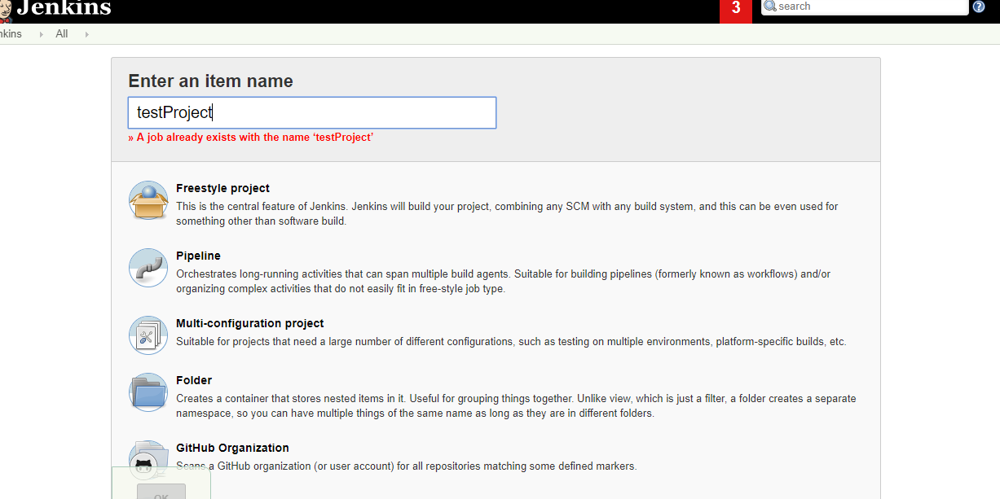 Jenkins
3
search
nkins
All
Enter an item name
testProject
» A job already exists with the name ‘testProject’
Freestyle project
This is the central feature of Jenkins. Jenkins will build your project, combining any SCM with any build system, and this can be even used for
something other than software build.
Pipeline
Orchestrates long-running activities that can span multiple build agents. Suitable for building pipelines (formerly known as workflows) and/or
organizing complex activities that do not easily fit in free-style job type.
Multi-configuration project
Suitable for projects that need a large number of different configurations, such as testing on multiple environments, platform-specific builds, etc.
Folder
Creates a container that stores nested items in it. Useful for grouping things together. Unlike view, which is just a filter, a folder creates a separate
namespace, so you can have multiple things of the same name as long as they are in different folders.
GitHub Organization
Scans a GitHub organization (or user account) for all repositories matching some defined markers.
OK